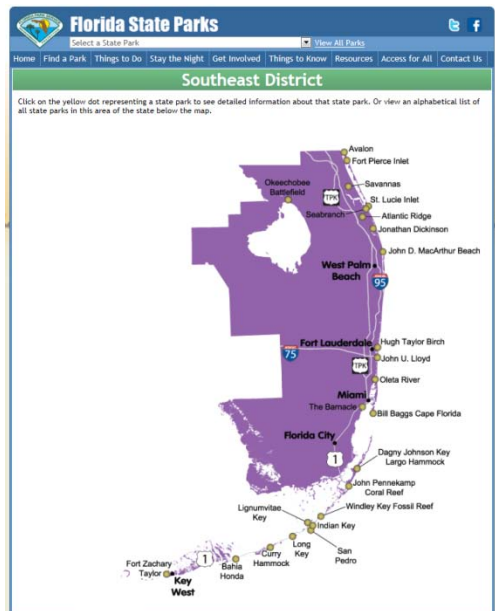 Florida State Parks
Select a State Park
View All Parks
Home Find a Park Things to Do Stay the Night Get Involved Things to Know Resources Access for All Contact Us
Southeast District
Click on the yellow dot representing a state park to see detailed information about that state park. Or view an alphabetical list of
all state parks in this area of the state below the map.
Avalon
Fort Pierce Inlet
Okeechobee
Battlefield
Savannas
TPK
St. Lucie Inlet
Seabranch
Atlantic Ridge
Jonathan Dickinson
John D. MacArthur Beach
West Palm
Beach
95
Fort Lauderdale
Hugh Taylor Birch
75
John U. Lloyd
TPK
Oleta River
Miami
The Barnacle
Bill Baggs Cape Florida
Florida City
1
Dagny Johnson Key
Largo Hammock
John Pennekamp
Coral Reef
Lignumvitae
Key
Windley Key Fossil Reef
Indian Key
Long
Key
San
Pedro
Curry
Hammock
1
Bahia
Honda
Fort Zachary
Taylor
Key
West